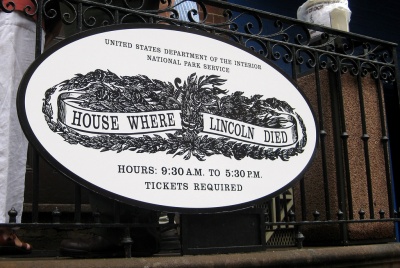 UNITED STATES DEPARTMENT OF THE INTERIOR
NATIONAL PARK SERVICE
HOUSE WHERE LINCOLN DIED
HOURS: 9:30 A.M. TO 5:30 P.M.
TICKETS REQUIRED